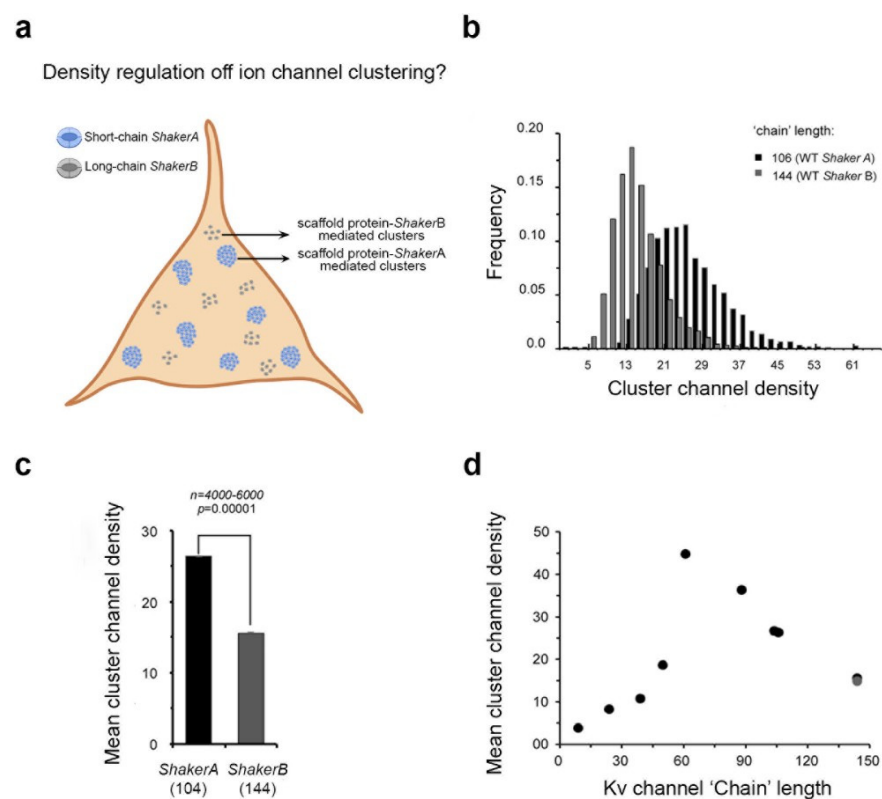 a
Density regulation off ion channel clustering?
Short-chain ShakerA
Long-chain ShakerB
scaffold protein-ShakerB
mediated clusters
scaffold protein-ShakerA
mediated clusters
b
'chain' length:
106 (WT Shaker A)
144 (WT Shaker B)
Frequency
0.20
0.15
0.10
0.05
0.0
5 13 21 29 37 45 53 61
Cluster channel density
c
n=4000-6000
p=0.00001
Mean cluster channel density
30
20
10
0
ShakerA ShakerB
(104) (144)
d
Mean cluster channel density
50
40
30
20
10
00
0 30 60 90 120 150
Kv channel 'Chain' length